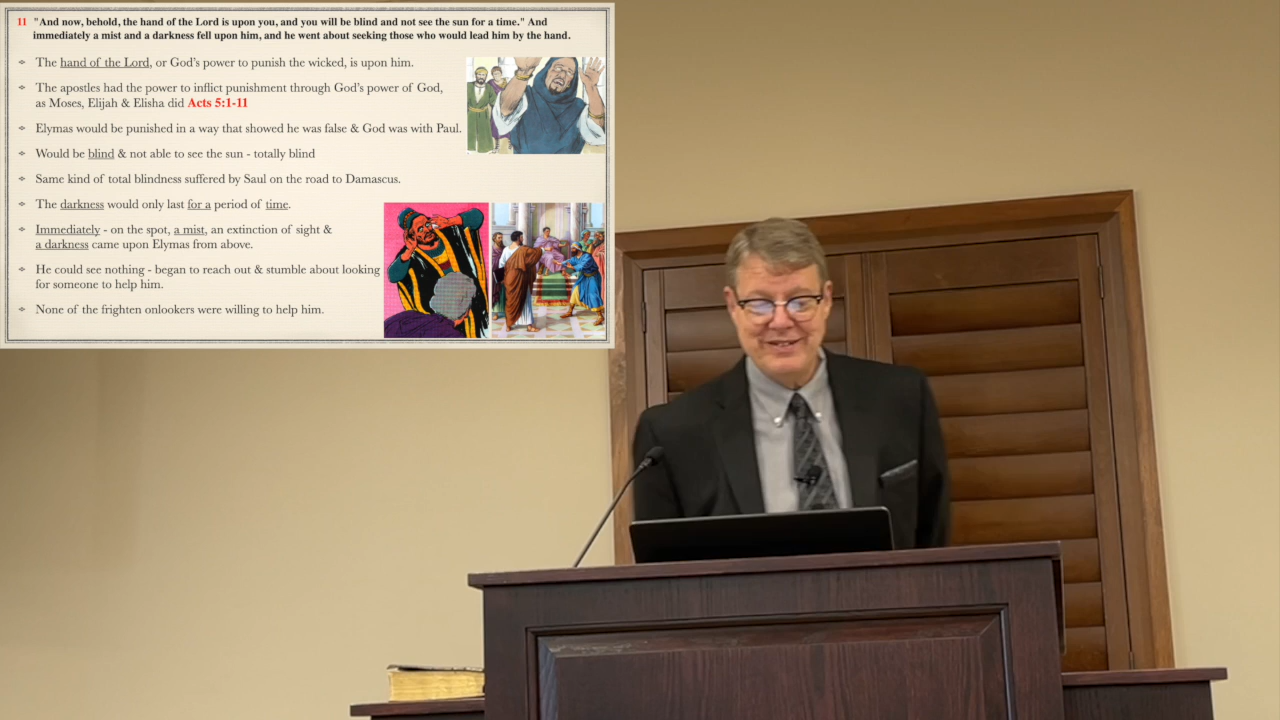 11 "And now, behold, the hand of the Lord is upon you, and you will be blind and not see the sun for a time." And
immediately a mist and a darkness fell upon him, and he went about seeking those who would lead him by the hand.
The hand of the Lord, or God's power to punish the wicked, is upon him.
The apostles had the power to inflict punishment through God's power of God,
as Moses, Elijah & Elisha did Acts 5:1-11
Elymas would be punished in a way that showed he was false & God was with Paul.
Would be blind & not able to see the sun - totally blind
Same kind of total blindness suffered by Saul on the road to Damascus.
The darkness would only last for a period of time.
Immediately - on the spot, a mist, an extinction of sight &
a darkness came upon Elymas from above.
He could see nothing - began to reach out & stumble about looking
for someone to help him.
None of the frighten onlookers were willing to help him.